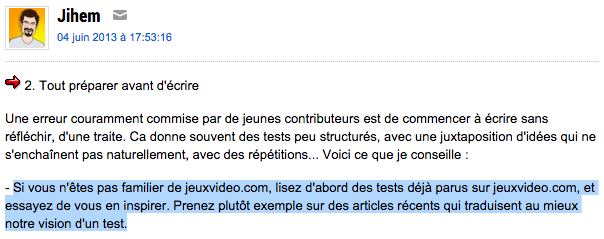 Jihem
04 juin 2013 à 17:53:16
2. Tout préparer avant d'écrire
Une erreur couramment commise par de jeunes contributeurs est de commencer à écrire sans
réfléchir, d'une traite. Ca donne souvent des tests peu structurés, avec une juxtaposition d'idées qui ne
s'enchaînent pas naturellement, avec des répétitions... Voici ce que je conseille :
- Si vous n'êtes pas familier de jeuxvideo.com, lisez d'abord des tests déjà parus sur jeuxvideo.com, et
essayez de vous en inspirer. Prenez plutôt exemple sur des articles récents qui traduisent au mieux
notre vision d'un test.